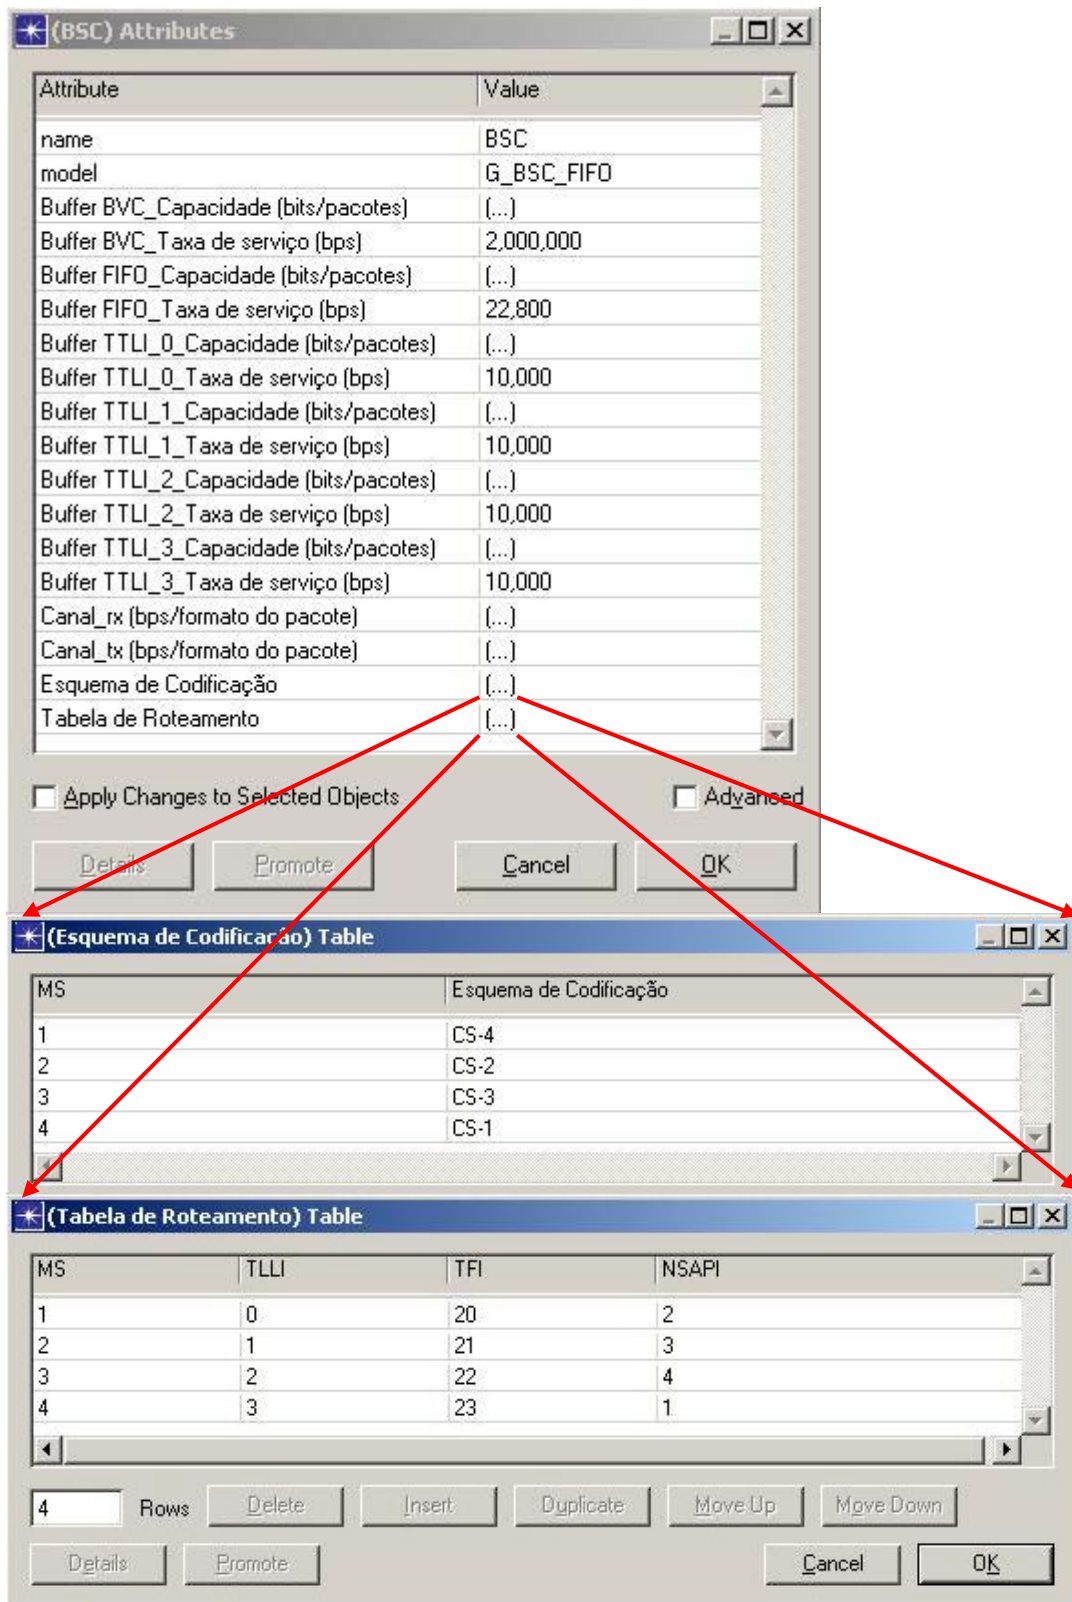 (BSC) Attributes
Attribute Value
name BSC
model G_BSC_FIFO
Buffer BVC_Capacidade (bits/pacotes) (...)
Buffer BVC_Taxa de serviço (bps) 2,000,000
Buffer FIFO_Capacidade (bits/pacotes) (...)
Buffer FIFO_Taxa de serviço (bps) 22,800
Buffer TTLI_0_Capacidade (bits/pacotes) (...)
Buffer TTLI_0_Taxa de serviço (bps) 10,000
Buffer TTLI_1_Capacidade (bits/pacotes) (...)
Buffer TTLI_1_Taxa de serviço (bps) 10,000
Buffer TTLI_2_Capacidade (bits/pacotes) (...)
Buffer TTLI_2_Taxa de serviço (bps) 10,000
Buffer TTLI_3_Capacidade (bits/pacotes) (...)
Buffer TTLI_3_Taxa de serviço (bps) 10,000
Canal_rx (bps/formato do pacote) (...)
Canal_tx (bps/formato do pacote) (...)
Esquema de Codificação (...)
Tabela de Roteamento (...)
Apply Changes to Selected Objects Advanced
Details Promote Cancel OK
(Esquema de Codificação) Table
MS Esquema de Codificação
1 CS-4
2 CS-2
3 CS-3
4 CS-1
(Tabela de Roteamento) Table
MS TLLI TFI NSAPI
1 0 20 2
2 1 21 3
3 2 22 4
4 3 23 1
4 Rows Delete Insert Duplicate Move Up Move Down
Details Promote Cancel OK